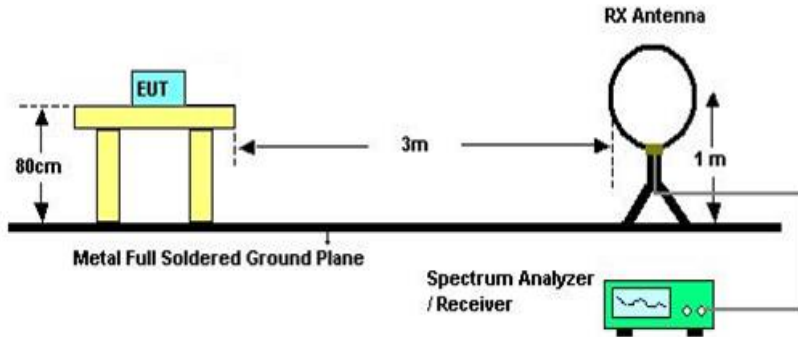 RX Antenna
EUT
80cm
3m
1 m
Metal Full Soldered Ground Plane
Spectrum Analyzer
/ Receiver